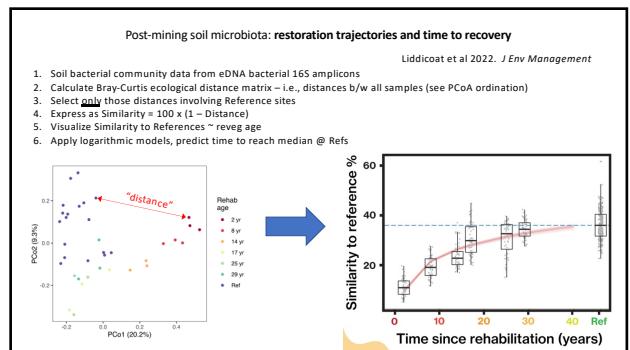 Post-mining soil microbiota: restoration trajectories and time to recovery
Liddicoat et al 2022. J Env Management
1. Soil bacterial community data from eDNA bacterial 16S amplicons
2. Calculate Bray-Curtis ecological distance matrix – i.e., distances b/w all samples (see PCoA ordination)
3. Select only those distances involving Reference sites
4. Express as Similarity = 100 x (1 – Distance)
5. Visualize Similarity to References ~ reveg age
6. Apply logarithmic models, predict time to reach median @ Refs
"distance"
0.2
0.0
-0.2
PCo2 (9.3%)
-0.2 0.0 0.2 0.4
PCo1 (20.2%)
Rehab
age
2 yr
8 yr
14 yr
17 yr
25 yr
29 yr
Ref
Similarity to reference %
60
40
20
0 10 20 30 40 Ref
Time since rehabilitation (years)